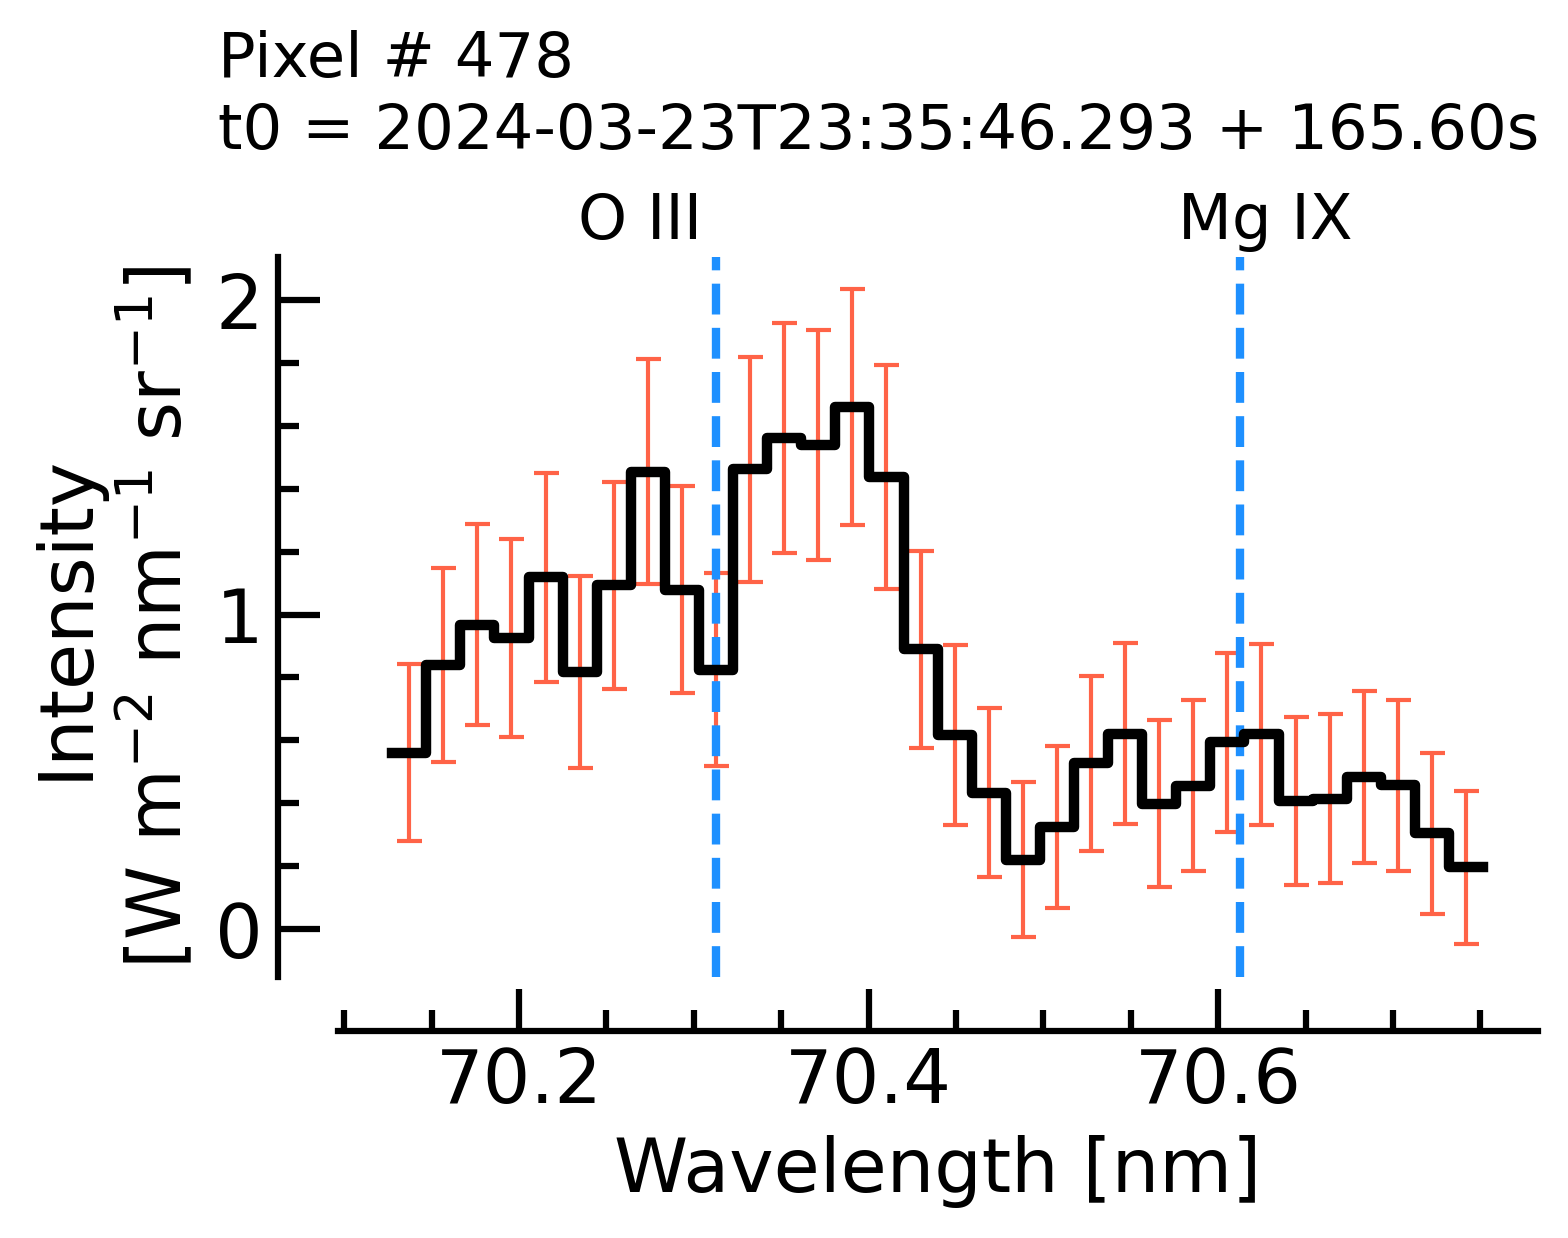 Pixel # 478
t0 = 2024-03-23T23:35:46.293 + 165.60s
O III
Mg IX
Intensity
[W m⁻² nm⁻¹ sr⁻¹]
2
1
0
70.2
70.4
70.6
Wavelength [nm]